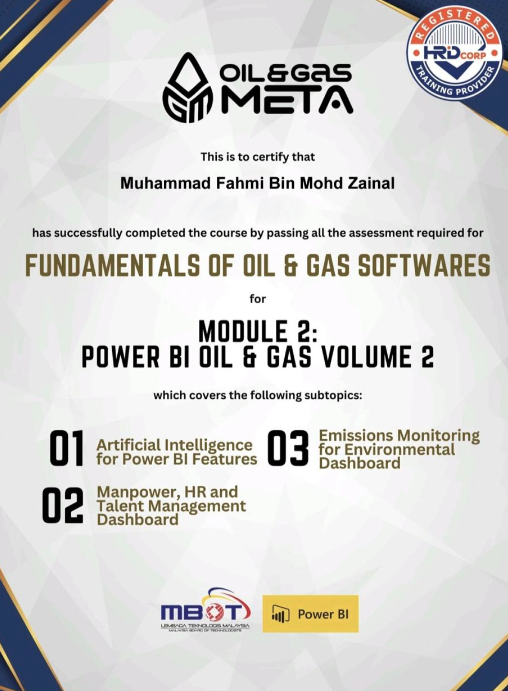 REGISTERED
HRD CORP
TRAINING PROVIDER
OIL & GAS
META
This is to certify that
Muhammad Fahmi Bin Mohd Zainal
has successfully completed the course by passing all the assessment required for
FUNDAMENTALS OF OIL & GAS SOFTWARES
for
MODULE 2:
POWER BI OIL & GAS VOLUME 2
which covers the following subtopics:
01 Artificial Intelligence
for Power BI Features
02 Manpower, HR and
Talent Management
Dashboard
03 Emissions Monitoring
for Environmental
Dashboard
MBOT
LEMBAGA TEKNOLOGIS MALAYSIA
MALAYSIA BOARD OF TECHNOLOGISTS
Power BI